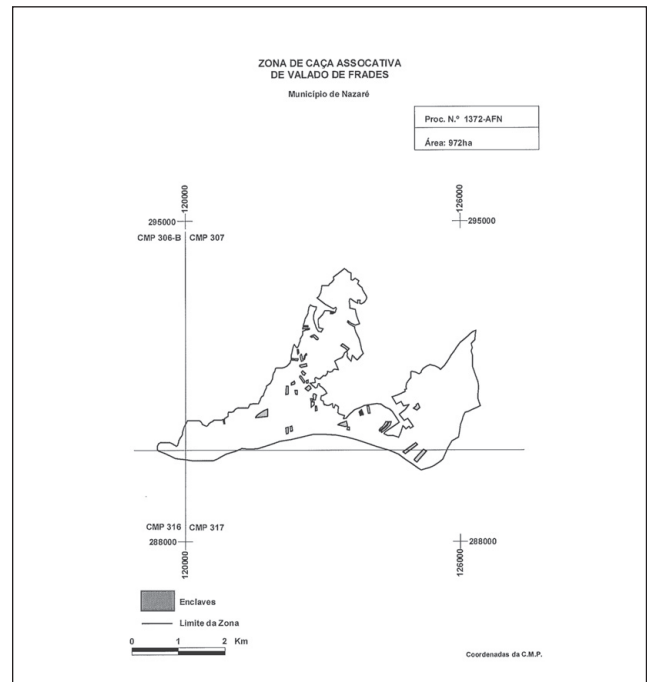 ZONA DE CAÇA ASSOCATIVA
DE VALADO DE FRADES
Município de Nazaré
Proc. N.º 1372-AFN
Área: 972ha
120000
126000
295000
295000
CMP 306-B
CMP 307
CMP 316
CMP 317
288000
288000
120000
126000
Enclaves
Limite da Zona
0 1 2 Km
Coordenadas da C.M.P.